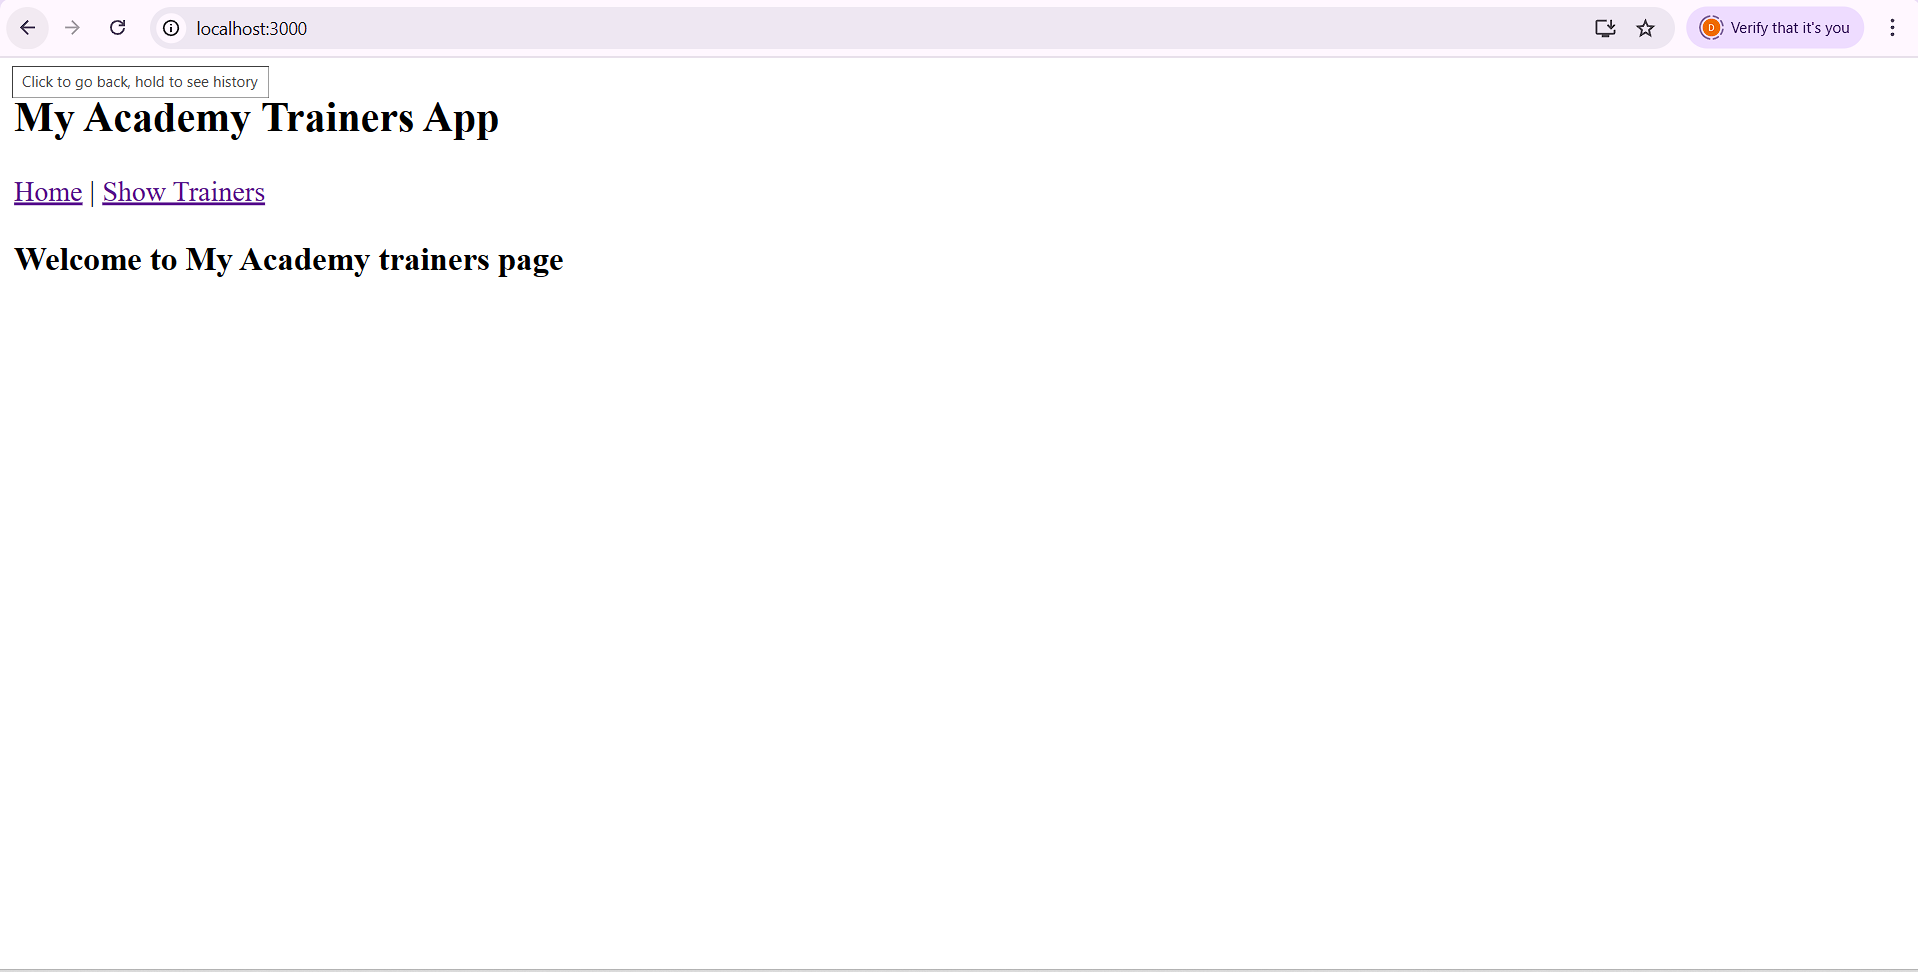 localhost:3000
D Verify that it's you
Click to go back, hold to see history
My Academy Trainers App
Home | Show Trainers
Welcome to My Academy trainers page